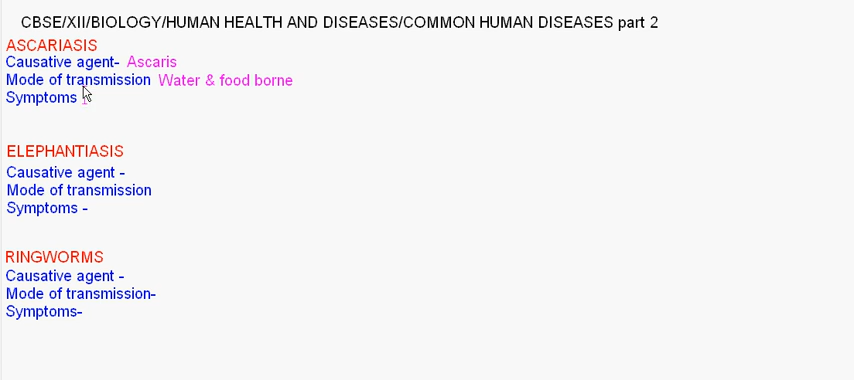 CBSE/XII/BIOLOGY/HUMAN HEALTH AND DISEASES/COMMON HUMAN DISEASES part 2
ASCARIASIS
Causative agent- Ascaris
Mode of transmission Water & food borne
Symptoms
ELEPHANTIASIS
Causative agent -
Mode of transmission
Symptoms -
RINGWORMS
Causative agent -
Mode of transmission-
Symptoms-